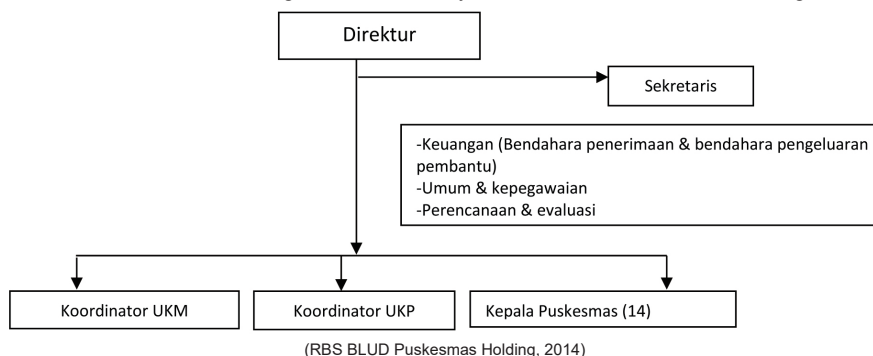 Direktur
Sekretaris
-Keuangan (Bendahara penerimaan & bendahara pengeluaran
pembantu)
-Umum & kepegawaian
-Perencanaan & evaluasi
Koordinator UKM
Koordinator UKP
Kepala Puskesmas (14)
(RBS BLUD Puskesmas Holding, 2014)